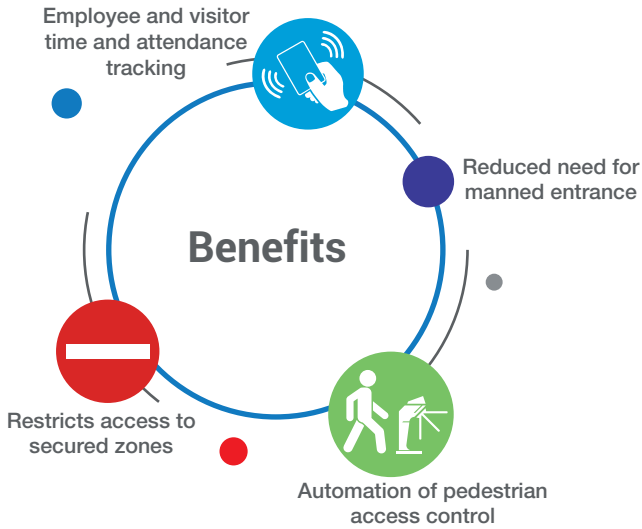 Employee and visitor
time and attendance
tracking
Reduced need for
manned entrance
Benefits
Restricts access to
secured zones
Automation of pedestrian
access control